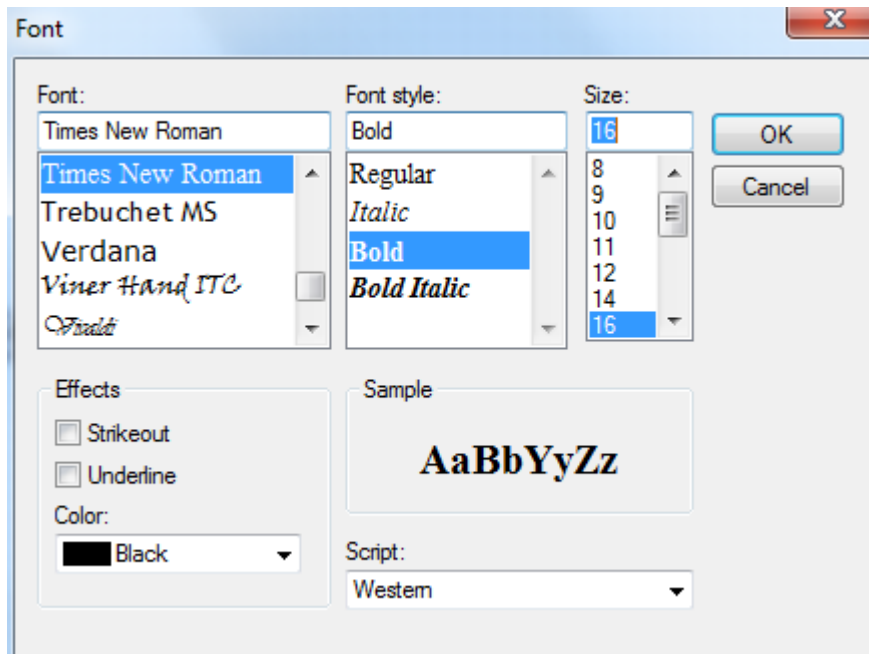 Font
Font:
Font style:
Size:
Times New Roman
Bold
16
OK
Cancel
Times New Roman
Trebuchet MS
Verdana
Viner Hand ITC
Vivaldi
Regular
Italic
Bold
Bold Italic
8
9
10
11
12
14
16
Effects
Strikeout
Underline
Color:
Black
Sample
AaBbYyZz
Script:
Western